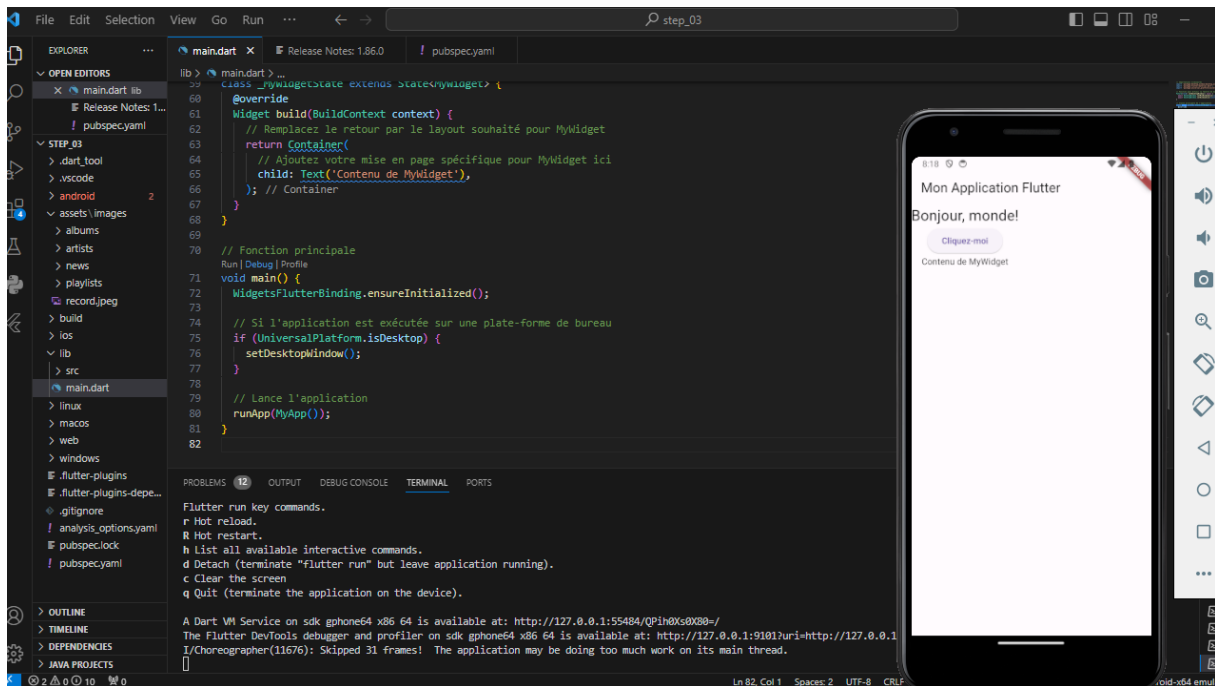 File Edit Selection View Go Run ··· step_03
EXPLORER ···
main.dart Release Notes: 1.86.0 ! pubspec.yaml
OPEN EDITORS
main.dart lib
Release Notes: 1...
! pubspec.yaml
STEP_03
.dart_tool
.vscode
android 2
assets\images
albums
artists
news
playlists
record.jpeg
build
ios
lib
src
main.dart
linux
macos
web
windows
.flutter-plugins
.flutter-plugins-depe...
.gitignore
! analysis_options.yaml
pubspec.lock
! pubspec.yaml
OUTLINE
TIMELINE
DEPENDENCIES
JAVA PROJECTS
4
lib > main.dart > ...
59 class _MyWidgetState extends State<MyWidget> {
60 @override
61 Widget build(BuildContext context) {
62 // Remplacez le retour par le layout souhaité pour MyWidget
63 return Container(
64 // Ajoutez votre mise en page spécifique pour MyWidget ici
65 child: Text('Contenu de MyWidget'),
66 ); // Container
67 }
68 }
69
70 // Fonction principale
Run | Debug | Profile
71 void main() {
72 WidgetsFlutterBinding.ensureInitialized();
73
74 // Si l'application est exécutée sur une plate-forme de bureau
75 if (UniversalPlatform.isDesktop) {
76 setDesktopWindow();
77 }
78
79 // Lance l'application
80 runApp(MyApp());
81 }
82
PROBLEMS 12 OUTPUT DEBUG CONSOLE TERMINAL PORTS
Flutter run key commands.
r Hot reload.
R Hot restart.
h List all available interactive commands.
d Detach (terminate "flutter run" but leave application running).
c Clear the screen
q Quit (terminate the application on the device).
A Dart VM Service on sdk gphone64 x86 64 is available at: http://127.0.0.1:55484/QPih0Xs0X80=/
The Flutter DevTools debugger and profiler on sdk gphone64 x86 64 is available at: http://127.0.0.1:9101?uri=http://127.0.0.1
I/Choreographer(11676): Skipped 31 frames! The application may be doing too much work on its main thread.
8:18
DEBUG
Mon Application Flutter
Bonjour, monde!
Cliquez-moi
Contenu de MyWidget
2 0 10 0
Ln 82, Col 1 Spaces: 2 UTF-8 CRLF